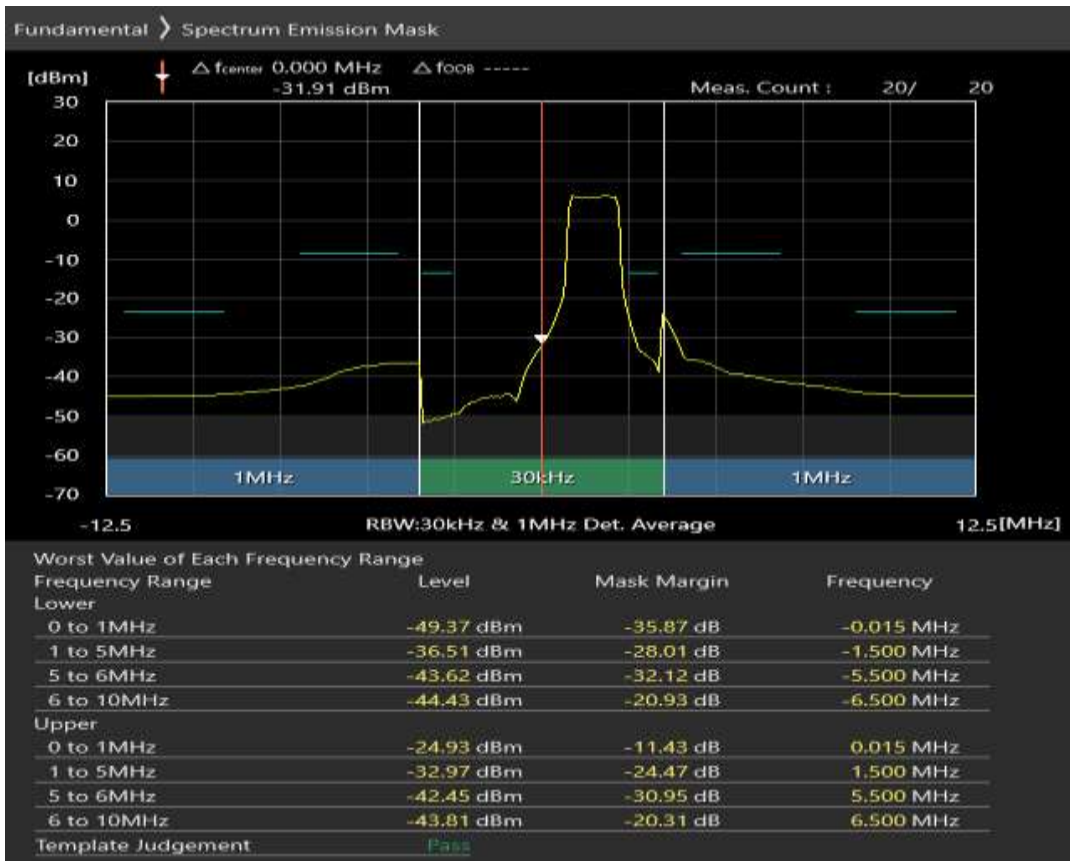 Fundamental ❯ Spectrum Emission Mask
[dBm] △ fcenter 0.000 MHz △ fOOB -----
-31.91 dBm Meas. Count : 20/ 20
30
20
10
0
-10
-20
-30
-40
-50
-60
-70
1MHz 30kHz 1MHz
-12.5 RBW:30kHz & 1MHz Det. Average 12.5[MHz]
Worst Value of Each Frequency Range
Frequency Range Level Mask Margin Frequency
Lower
0 to 1MHz -49.37 dBm -35.87 dB -0.015 MHz
1 to 5MHz -36.51 dBm -28.01 dB -1.500 MHz
5 to 6MHz -43.62 dBm -32.12 dB -5.500 MHz
6 to 10MHz -44.43 dBm -20.93 dB -6.500 MHz
Upper
0 to 1MHz -24.93 dBm -11.43 dB 0.015 MHz
1 to 5MHz -32.97 dBm -24.47 dB 1.500 MHz
5 to 6MHz -42.45 dBm -30.95 dB 5.500 MHz
6 to 10MHz -43.81 dBm -20.31 dB 6.500 MHz
Template Judgement Pass